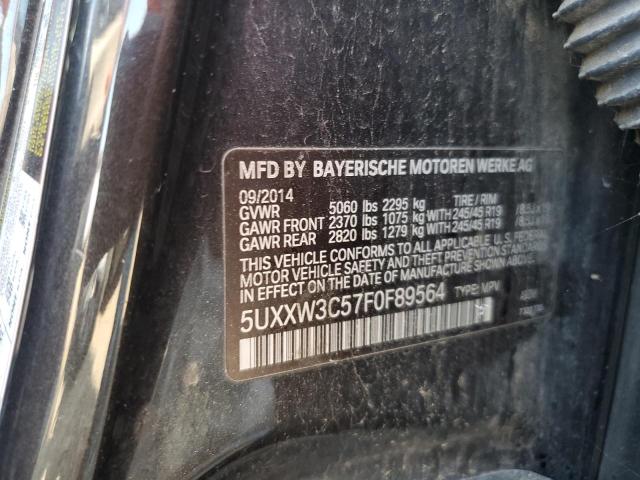 MFD BY BAYERISCHE MOTOREN WERKE AG
09/2014
GVWR 5060 lbs 2295 kg TIRE / RIM
GAWR FRONT 2370 lbs 1075 kg WITH 245/45 R19
GAWR REAR 2820 lbs 1279 kg WITH 245/45 R19
THIS VEHICLE CONFORMS TO ALL APPLICABLE U.S. FEDERAL
MOTOR VEHICLE SAFETY, BUMPER AND THEFT PREVENTION
STANDARDS IN EFFECT ON THE DATE OF MANUFACTURE SHOWN ABOVE.
5UXXW3C57F0F89564 TYPE: MPV